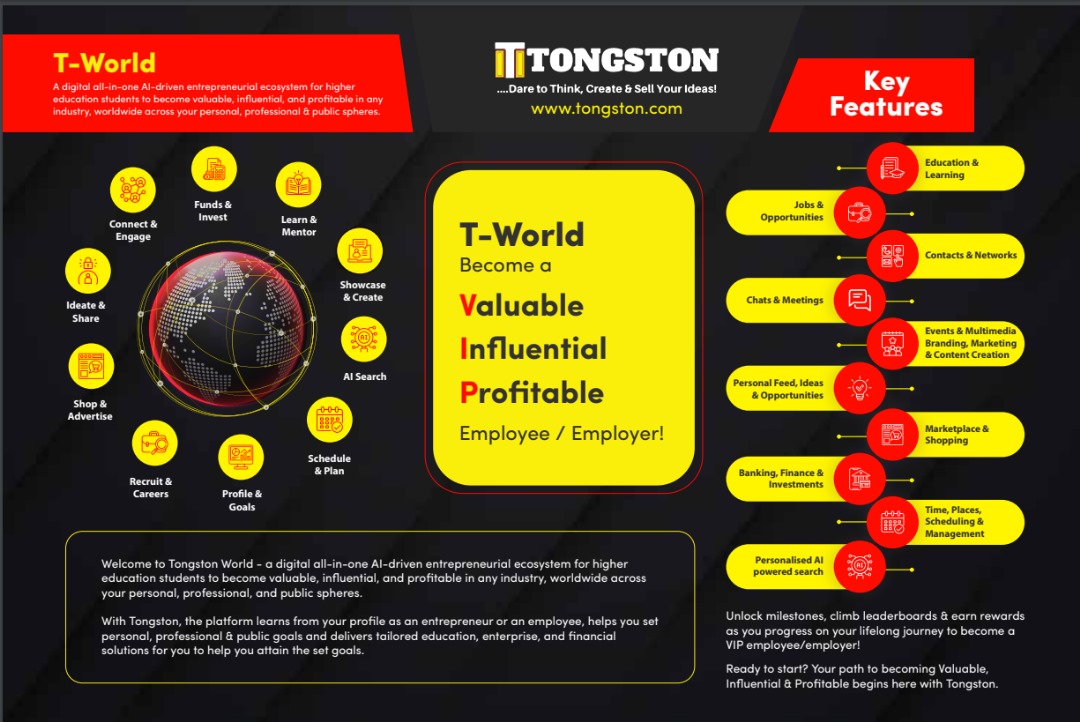 T-World
A digital all-in-one AI-driven entrepreneurial ecosystem for higher
education students to become valuable, influential, and profitable in any
industry, worldwide across your personal, professional & public spheres.
TONGSTON
....Dare to Think, Create & Sell Your Ideas!
www.tongston.com
Key
Features
Funds &
Invest
Learn &
Mentor
Connect &
Engage
Showcase
& Create
Ideate &
Share
AI
AI Search
Shop &
Advertise
Schedule
& Plan
Recruit &
Careers
Profile &
Goals
T-World
Become a
Valuable
Influential
Profitable
Employee / Employer!
Education &
Learning
Jobs &
Opportunities
Contacts & Networks
Chats & Meetings
Events & Multimedia
Branding, Marketing
& Content Creation
Personal Feed, Ideas
& Opportunities
Marketplace &
Shopping
Banking, Finance &
Investments
Time, Places,
Scheduling &
Management
Personalised AI
powered search
AI
Welcome to Tongston World - a digital all-in-one AI-driven entrepreneurial ecosystem for higher
education students to become valuable, influential, and profitable in any industry, worldwide across
your personal, professional, and public spheres.
With Tongston, the platform learns from your profile as an entrepreneur or an employee, helps you set
personal, professional & public goals and delivers tailored education, enterprise, and financial
solutions for you to help you attain the set goals.
Unlock milestones, climb leaderboards & earn rewards
as you progress on your lifelong journey to become a
VIP employee/employer!
Ready to start? Your path to becoming Valuable,
Influential & Profitable begins here with Tongston.